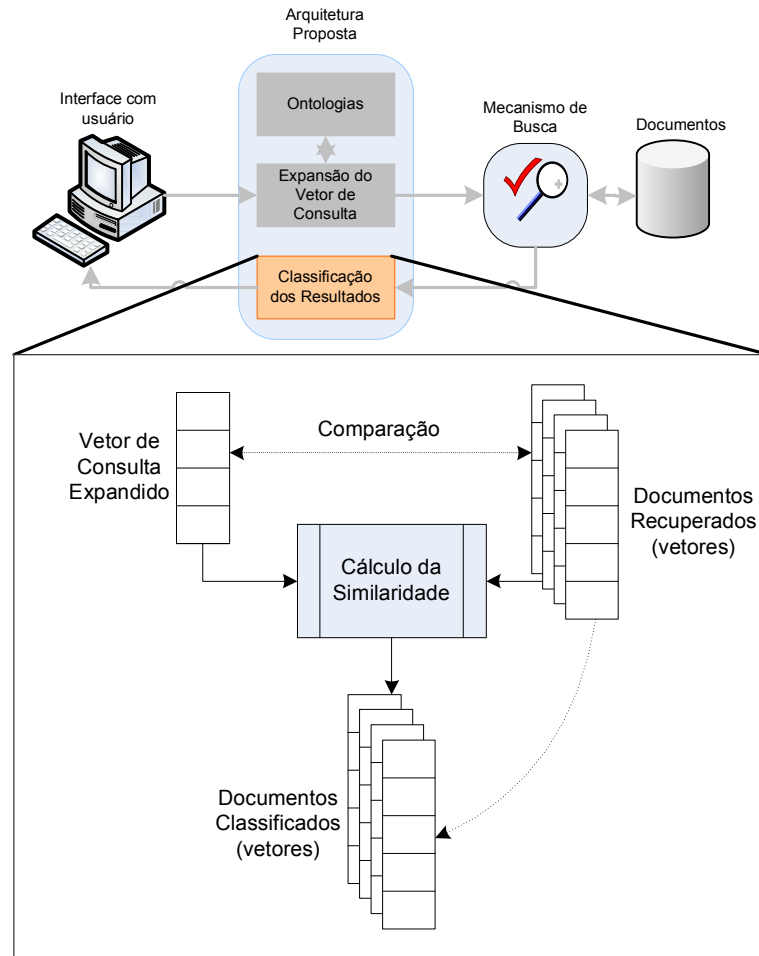 Arquitetura
Proposta
Interface com
usuário
Ontologias
Expansão do
Vetor de
Consulta
Mecanismo de
Busca
Documentos
Classificação
dos Resultados
Vetor de
Consulta
Expandido
Comparação
Documentos
Recuperados
(vetores)
Cálculo da
Similaridade
Documentos
Classificados
(vetores)